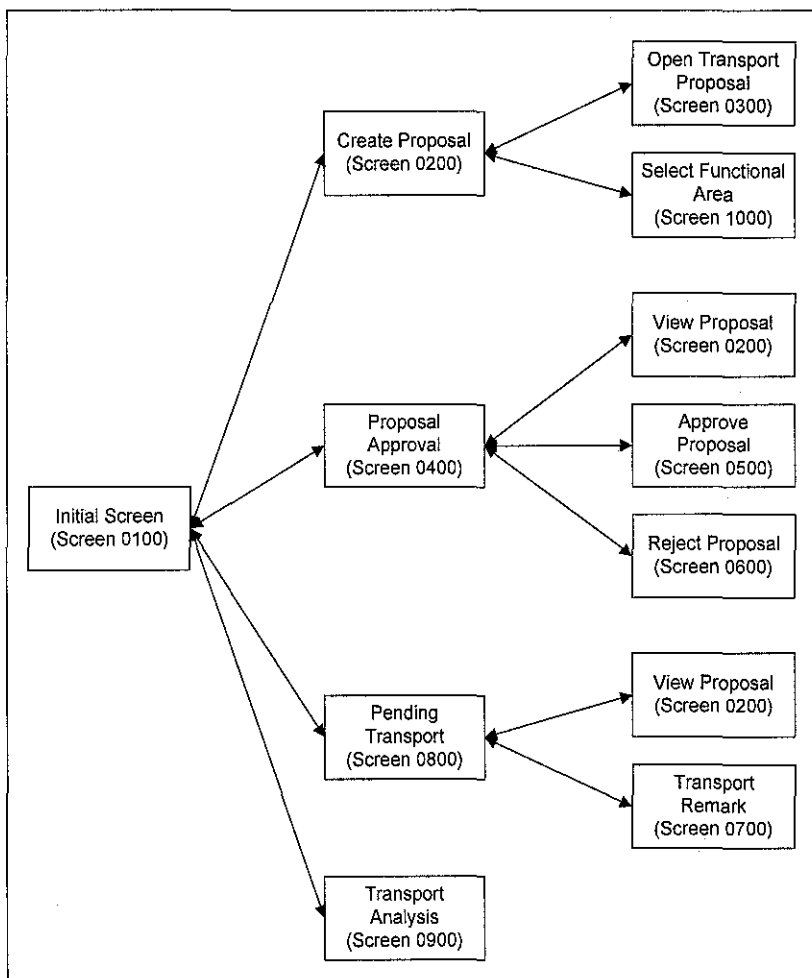 Open Transport
Proposal
(Screen 0300)
Create Proposal
(Screen 0200)
Select Functional
Area
(Screen 1000)
View Proposal
(Screen 0200)
Proposal
Approval
(Screen 0400)
Approve
Proposal
(Screen 0500)
Initial Screen
(Screen 0100)
Reject Proposal
(Screen 0600)
View Proposal
(Screen 0200)
Pending
Transport
(Screen 0800)
Transport
Remark
(Screen 0700)
Transport
Analysis
(Screen 0900)